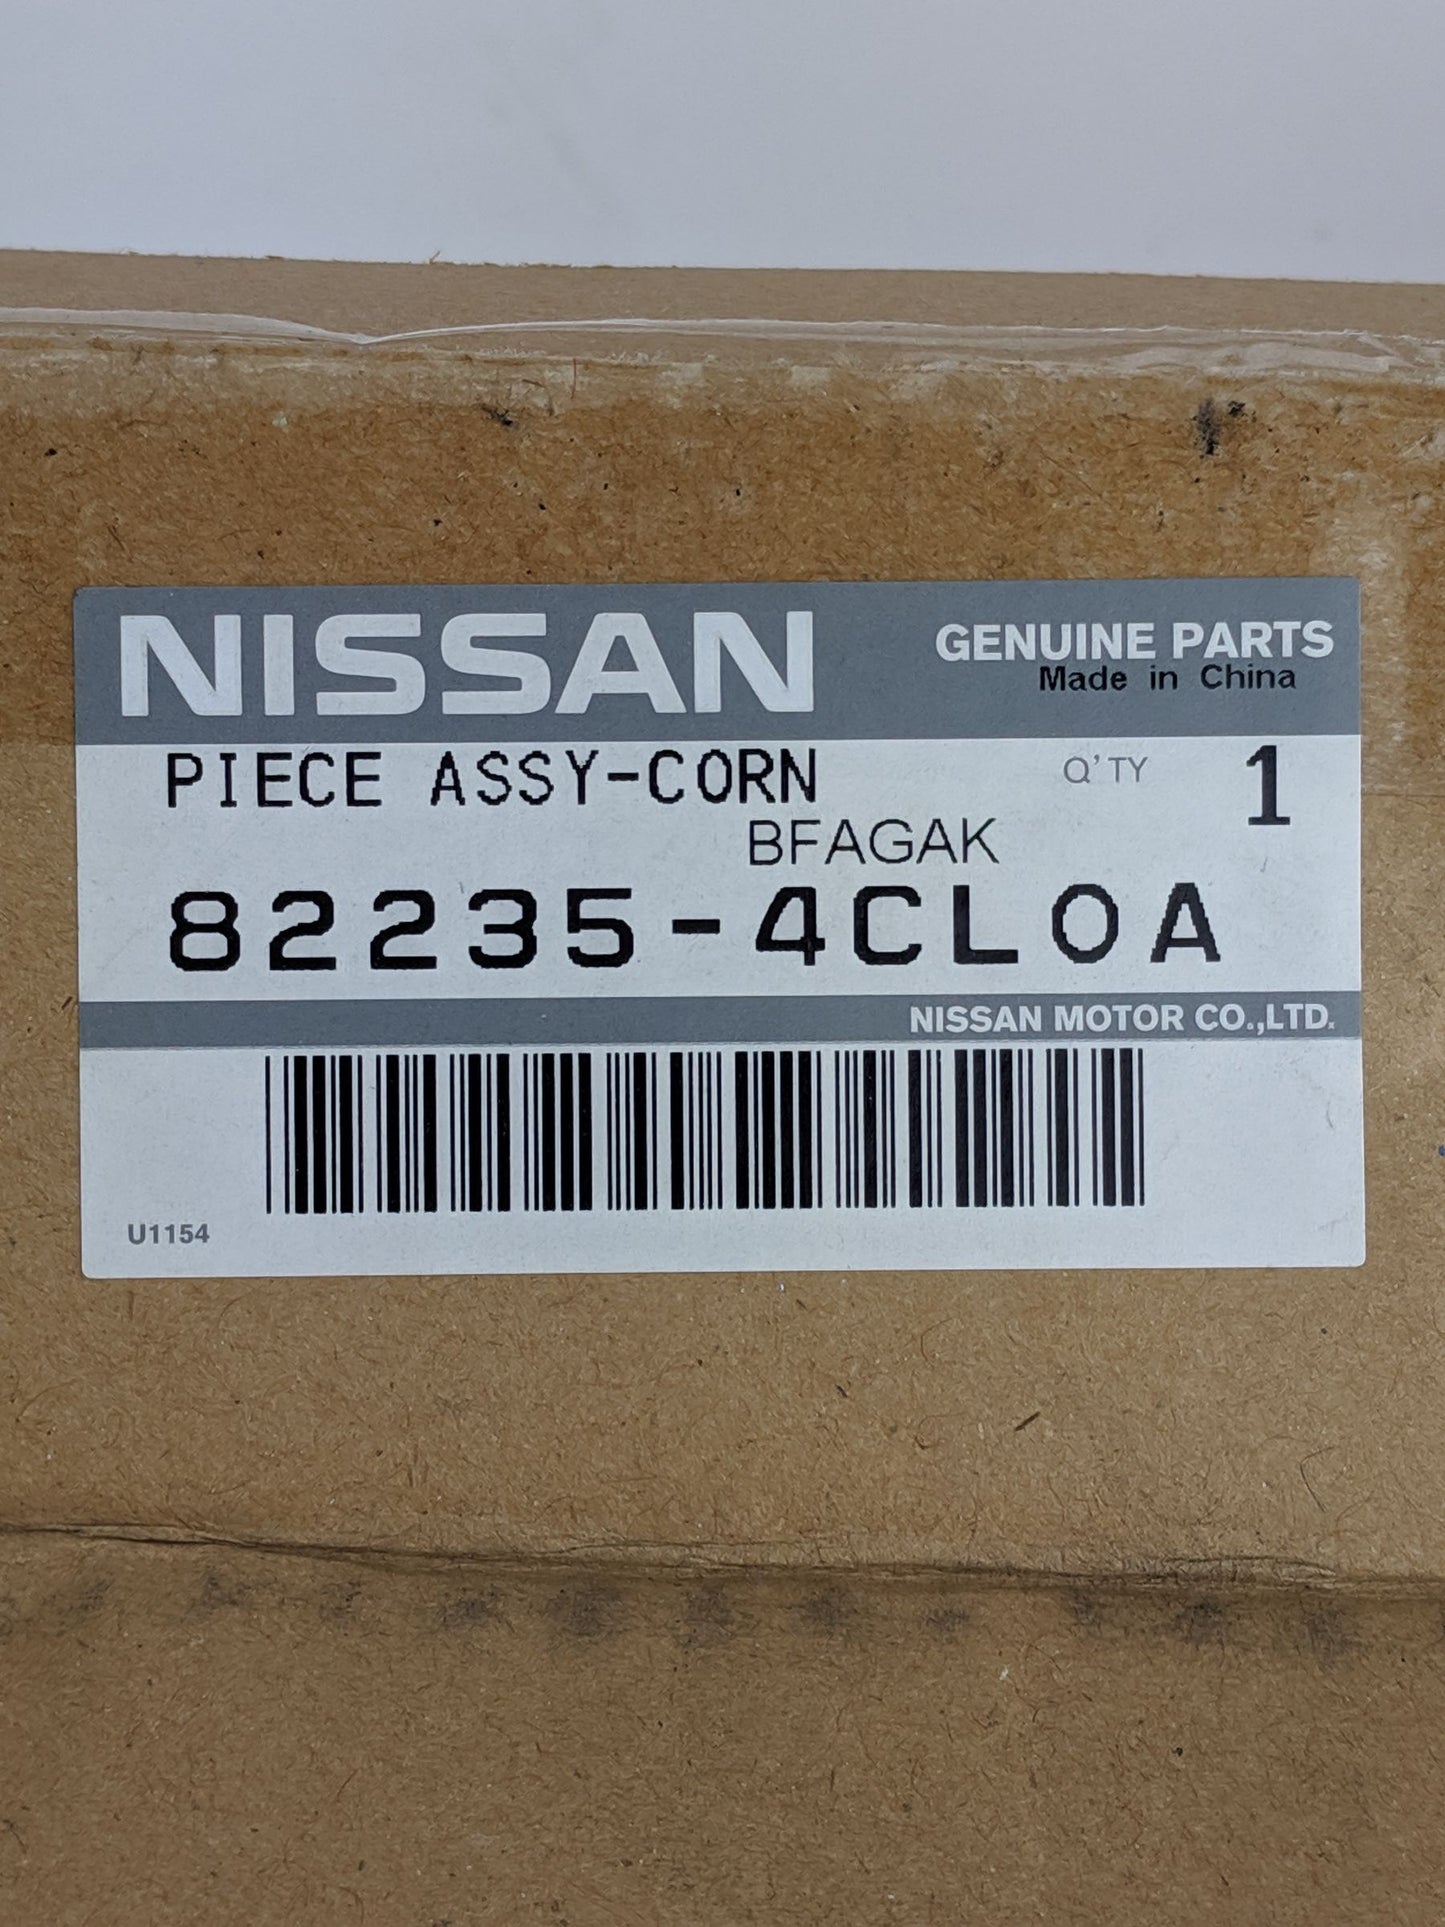 NISSAN
GENUINE PARTS
Made in China
PIECE ASSY-CORN
Q'TY 1
BFAGAK
82235-4CL0A
NISSAN MOTOR CO.,LTD.
U1154